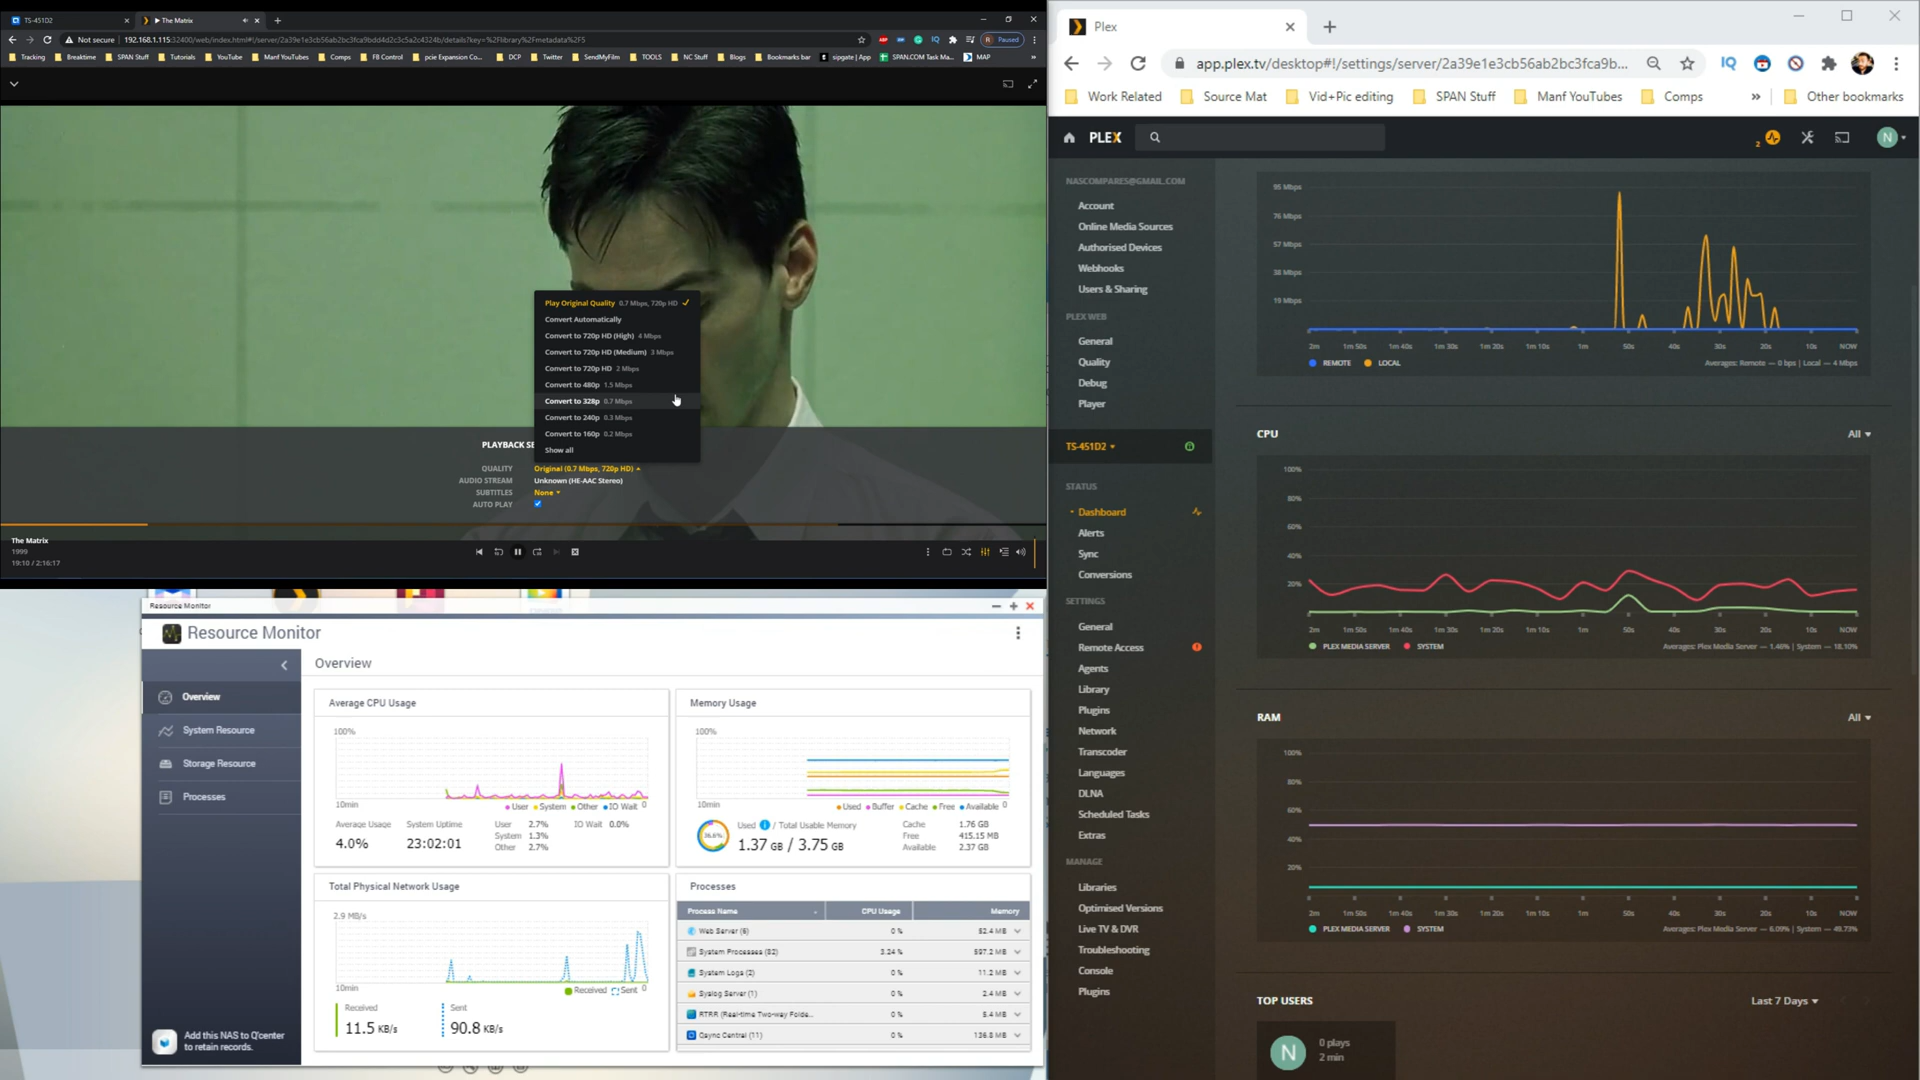 TS-451D2
The Matrix
Not secure | 192.168.1.115:32400/web/index.html#!/server/2a39e1e3cb56ab2bc3fca9bdd4d2c3c5a2c4324b/details?key=%2Flibrary%2Fmetadata%2F5
Paused
Tracking
Breaktime
SPAN Stuff
Tutorials
YouTube
Manf YouTubes
Comps
FB Control
pcie Expansion Co...
DCP
Twitter
SendMyFilm
TOOLS
NC Stuff
Blogs
Bookmarks bar
sipgate | App
SPAN.COM Task Ma...
MAP
Play Original Quality 0.7 Mbps, 720p HD
Convert Automatically
Convert to 720p HD (High) 4 Mbps
Convert to 720p HD (Medium) 3 Mbps
Convert to 720p HD 2 Mbps
Convert to 480p 1.5 Mbps
Convert to 328p 0.7 Mbps
Convert to 240p 0.3 Mbps
Convert to 160p 0.2 Mbps
Show all
PLAYBACK SE
QUALITY Original (0.7 Mbps, 720p HD)
AUDIO STREAM Unknown (HE-AAC Stereo)
SUBTITLES None
AUTO PLAY
The Matrix
1999
19:10 / 2:16:17
Resource Monitor
Resource Monitor
Overview
System Resource
Storage Resource
Processes
Add this NAS to Q'center
to retain records.
Overview
Average CPU Usage
100%
10min
User System Other IO Wait 0
Average Usage
4.0%
System Uptime
23:02:01
User 2.7%
System 1.3%
Other 2.7%
IO Wait 0.0%
Memory Usage
100%
10min
Used Buffer Cache Free Available 0
36.6%
Used / Total Usable Memory
1.37 GB / 3.75 GB
Cache 1.76 GB
Free 415.15 MB
Available 2.37 GB
Total Physical Network Usage
2.9 MB/s
10min
Received Sent 0
Received
11.5 KB/s
Sent
90.8 KB/s
Processes
Process Name CPU Usage Memory
Web Server (6) 0 % 52.4 MB
System Processes (82) 3.24 % 597.2 MB
System Logs (2) 0 % 11.2 MB
Syslog Server (1) 0 % 2.4 MB
RTRR (Real-time Two-way Folde... 0 % 5.4 MB
Qsync Central (11) 0 % 136.8 MB
Plex
app.plex.tv/desktop#!/settings/server/2a39e1e3cb56ab2bc3fca9b...
IQ
Work Related
Source Mat
Vid+Pic editing
SPAN Stuff
Manf YouTubes
Comps
Other bookmarks
PLEX
2
N
NASCOMPARES@GMAIL.COM
Account
Online Media Sources
Authorised Devices
Webhooks
Users & Sharing
PLEX WEB
General
Quality
Debug
Player
TS-451D2
STATUS
Dashboard
Alerts
Sync
Conversions
SETTINGS
General
Remote Access
Agents
Library
Plugins
Network
Transcoder
Languages
DLNA
Scheduled Tasks
Extras
MANAGE
Libraries
Optimised Versions
Live TV & DVR
Troubleshooting
Console
Plugins
95 Mbps
76 Mbps
57 Mbps
38 Mbps
19 Mbps
2m 1m 50s 1m 40s 1m 30s 1m 20s 1m 10s 1m 50s 40s 30s 20s 10s NOW
REMOTE LOCAL
Averages: Remote — 0 bps | Local — 4 Mbps
CPU
All
100%
80%
60%
40%
20%
2m 1m 50s 1m 40s 1m 30s 1m 20s 1m 10s 1m 50s 40s 30s 20s 10s NOW
PLEX MEDIA SERVER SYSTEM
Averages: Plex Media Server — 1.46% | System — 18.10%
RAM
All
100%
80%
60%
40%
20%
2m 1m 50s 1m 40s 1m 30s 1m 20s 1m 10s 1m 50s 40s 30s 20s 10s NOW
PLEX MEDIA SERVER SYSTEM
Averages: Plex Media Server — 6.09% | System — 49.73%
TOP USERS
Last 7 Days
N
0 plays
2 min